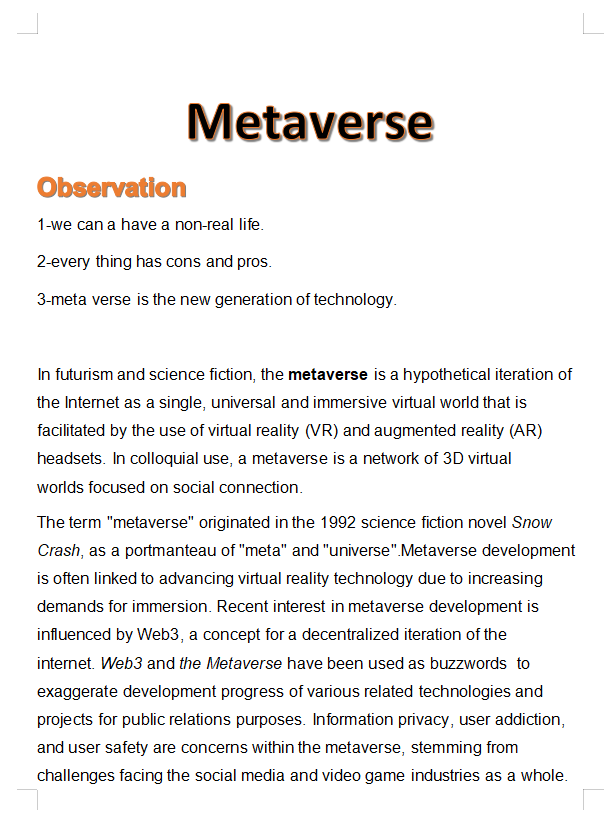 Metaverse
Observation
1-we can a have a non-real life.
2-every thing has cons and pros.
3-meta verse is the new generation of technology.
In futurism and science fiction, the metaverse is a hypothetical iteration of
the Internet as a single, universal and immersive virtual world that is
facilitated by the use of virtual reality (VR) and augmented reality (AR)
headsets. In colloquial use, a metaverse is a network of 3D virtual
worlds focused on social connection.
The term "metaverse" originated in the 1992 science fiction novel Snow
Crash, as a portmanteau of "meta" and "universe".Metaverse development
is often linked to advancing virtual reality technology due to increasing
demands for immersion. Recent interest in metaverse development is
influenced by Web3, a concept for a decentralized iteration of the
internet. Web3 and the Metaverse have been used as buzzwords  to
exaggerate development progress of various related technologies and
projects for public relations purposes. Information privacy, user addiction,
and user safety are concerns within the metaverse, stemming from
challenges facing the social media and video game industries as a whole.